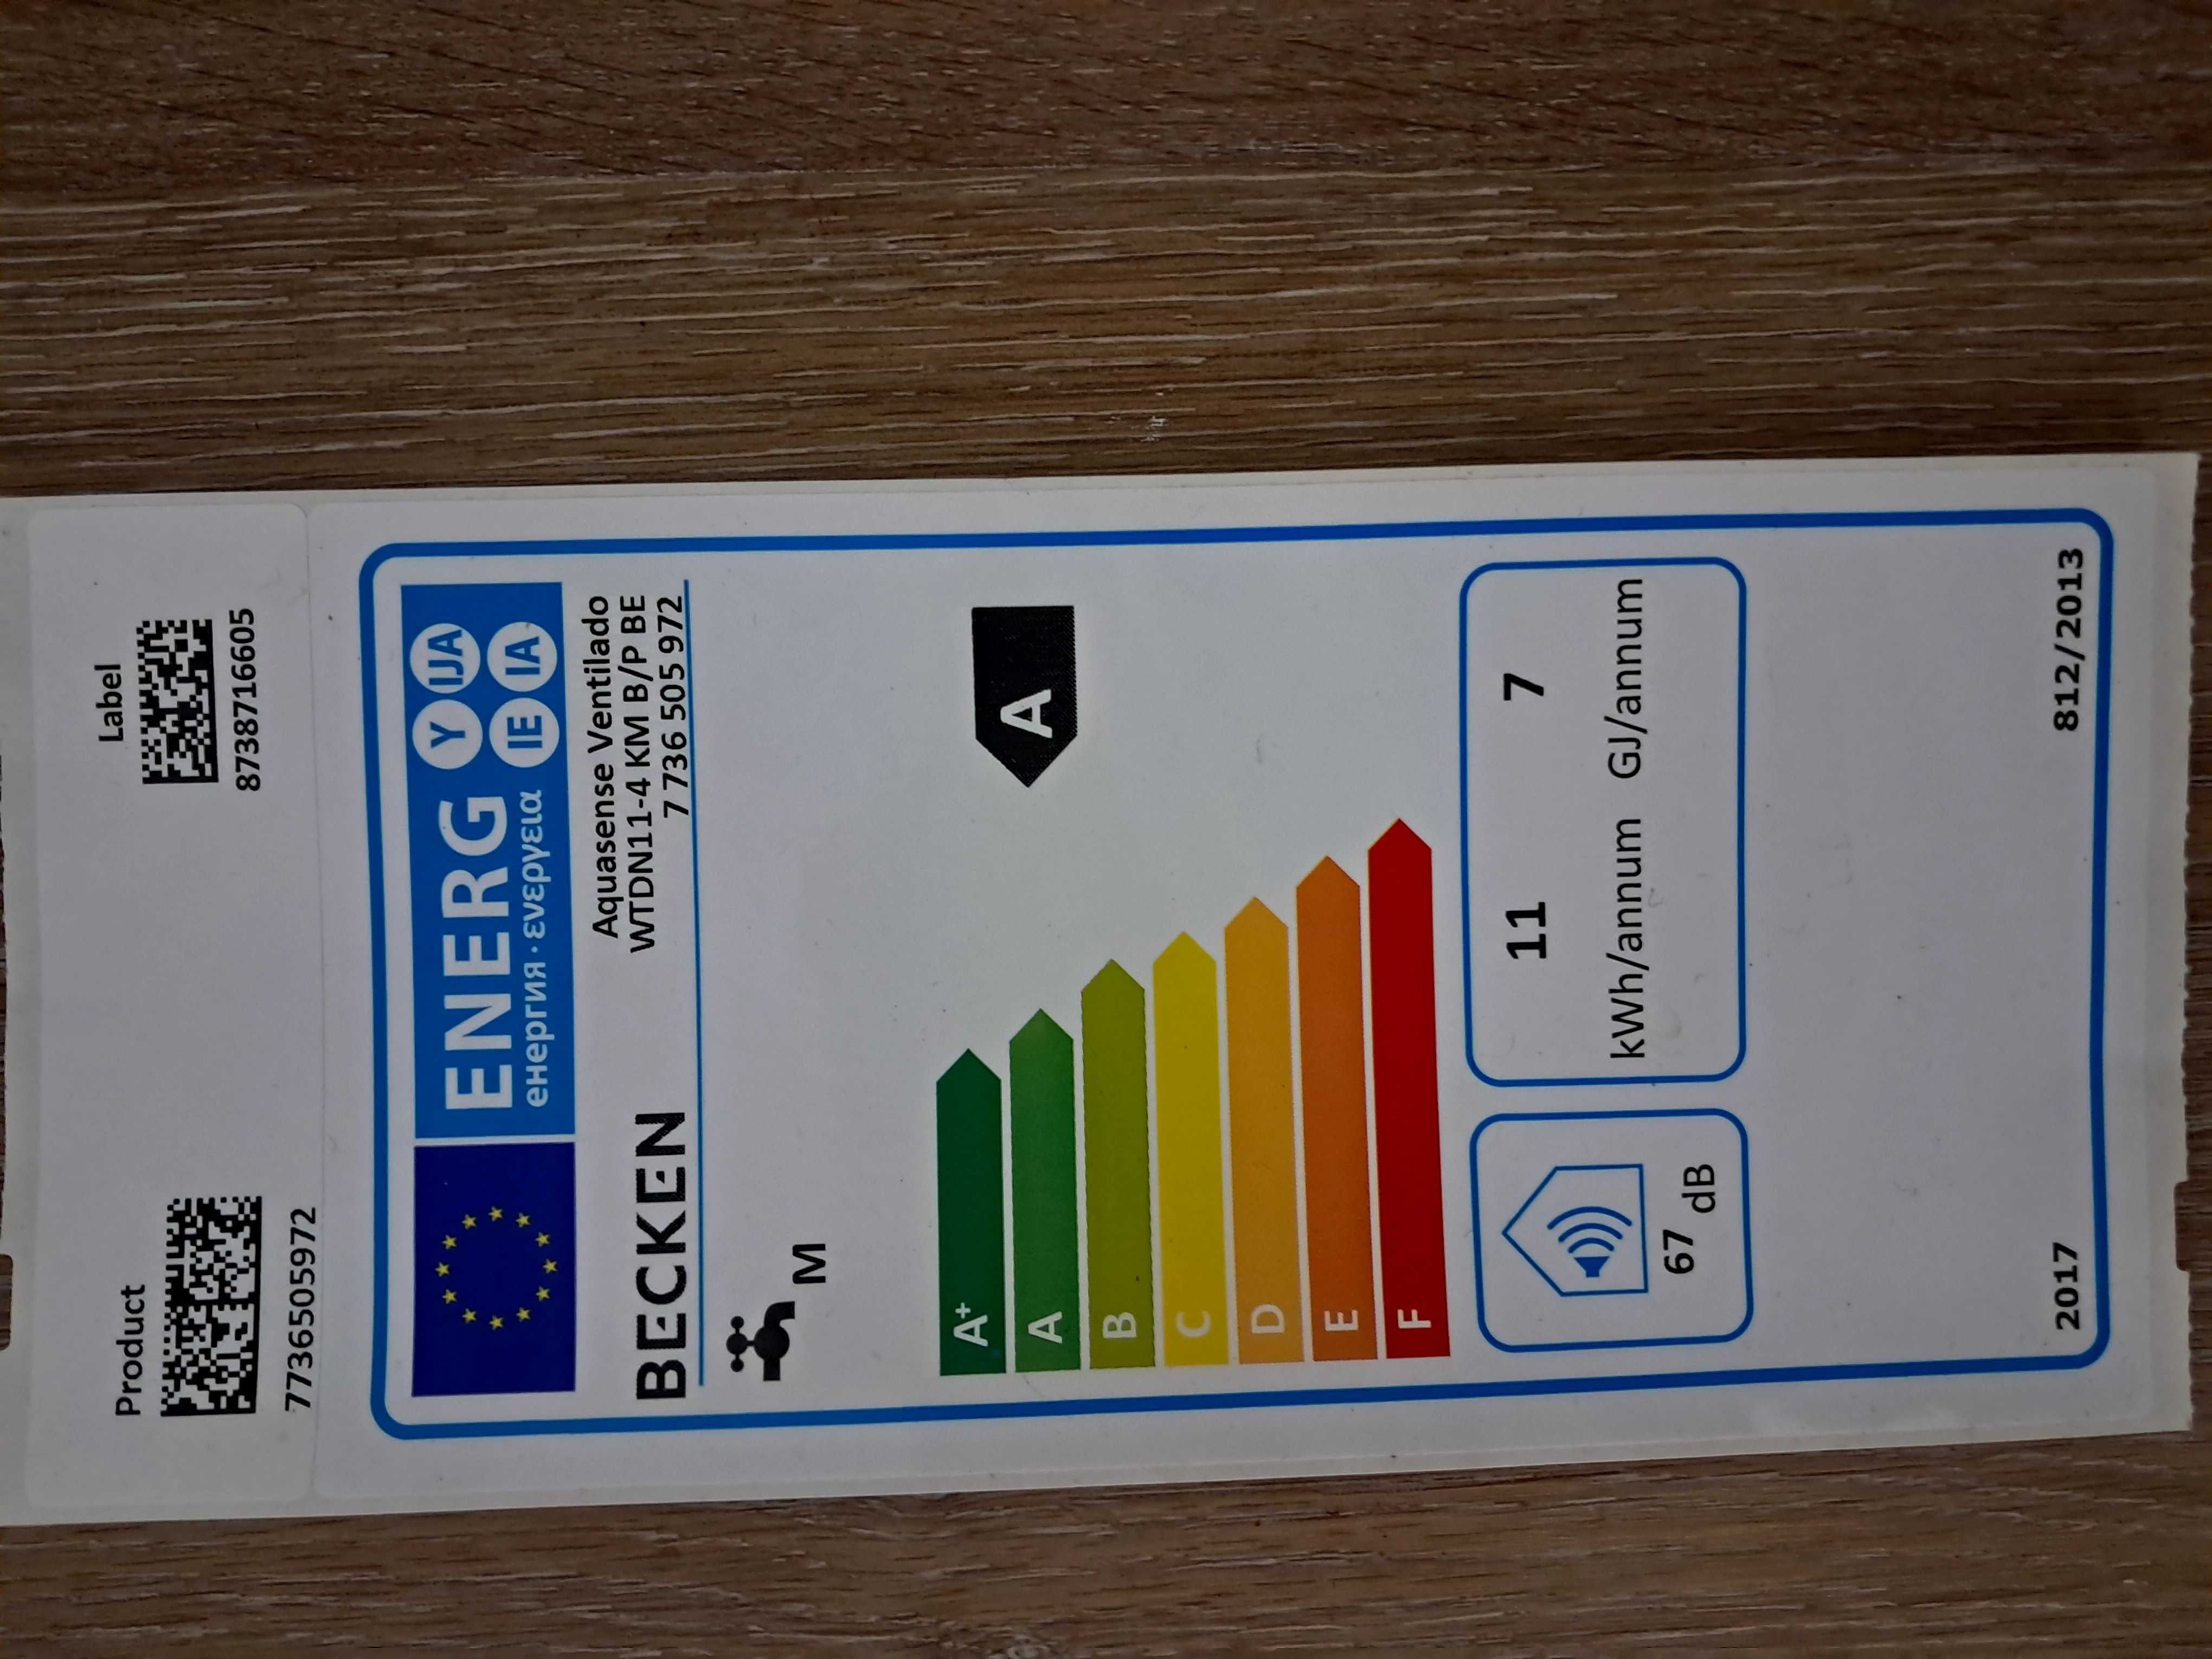 Product
7736505972
Label
8738716605
ENERG
Y IJA
IE IA
енергия · ενεργεια
BECKEN
Aquasense Ventilado
WTDN11-4 KM B/P BE
7 736 505 972
M
A+
A
B
C
D
E
F
A
67 dB
11
kWh/annum
7
GJ/annum
2017
812/2013